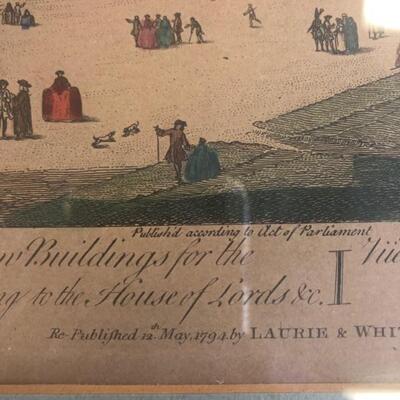 Publish'd according to Act of Parliament
w Buildings for the
ng to the House of Lords &c. I
Re-Published 12th May, 1794, by LAURIE & WHIT